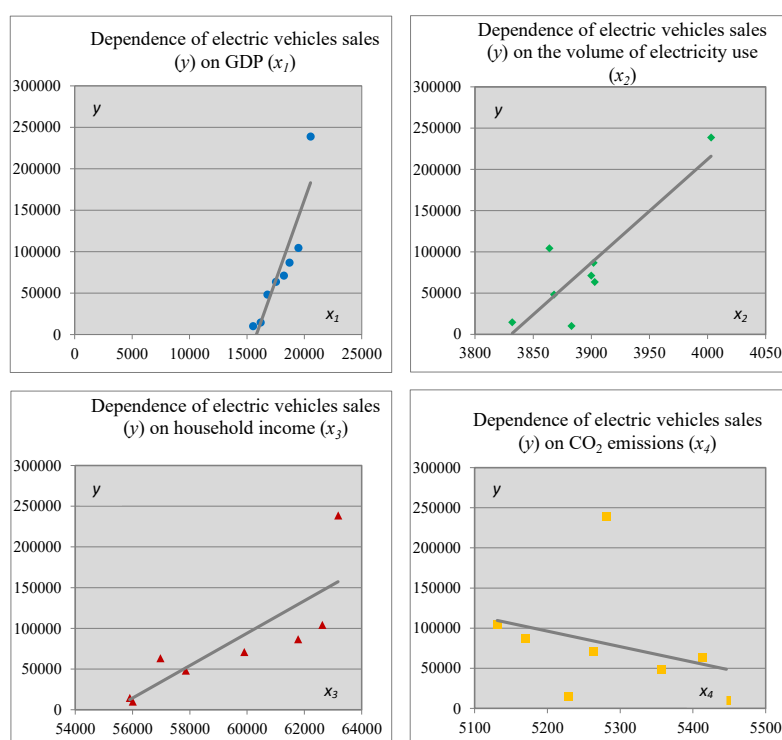 Dependence of electric vehicles sales
(y) on GDP (x₁)
300000
y
250000
200000
150000
100000
50000
0
x₁
0 5000 10000 15000 20000 25000
Dependence of electric vehicles sales
(y) on the volume of electricity use
(x₂)
300000
y
250000
200000
150000
100000
50000
0
x₂
3800 3850 3900 3950 4000 4050
Dependence of electric vehicles sales
(y) on household income (x₃)
300000
y
250000
200000
150000
100000
50000
0
x₃
54000 56000 58000 60000 62000 64000
Dependence of electric vehicles sales
(y) on CO₂ emissions (x₄)
300000
y
250000
200000
150000
100000
50000
0
x₄
5100 5200 5300 5400 5500